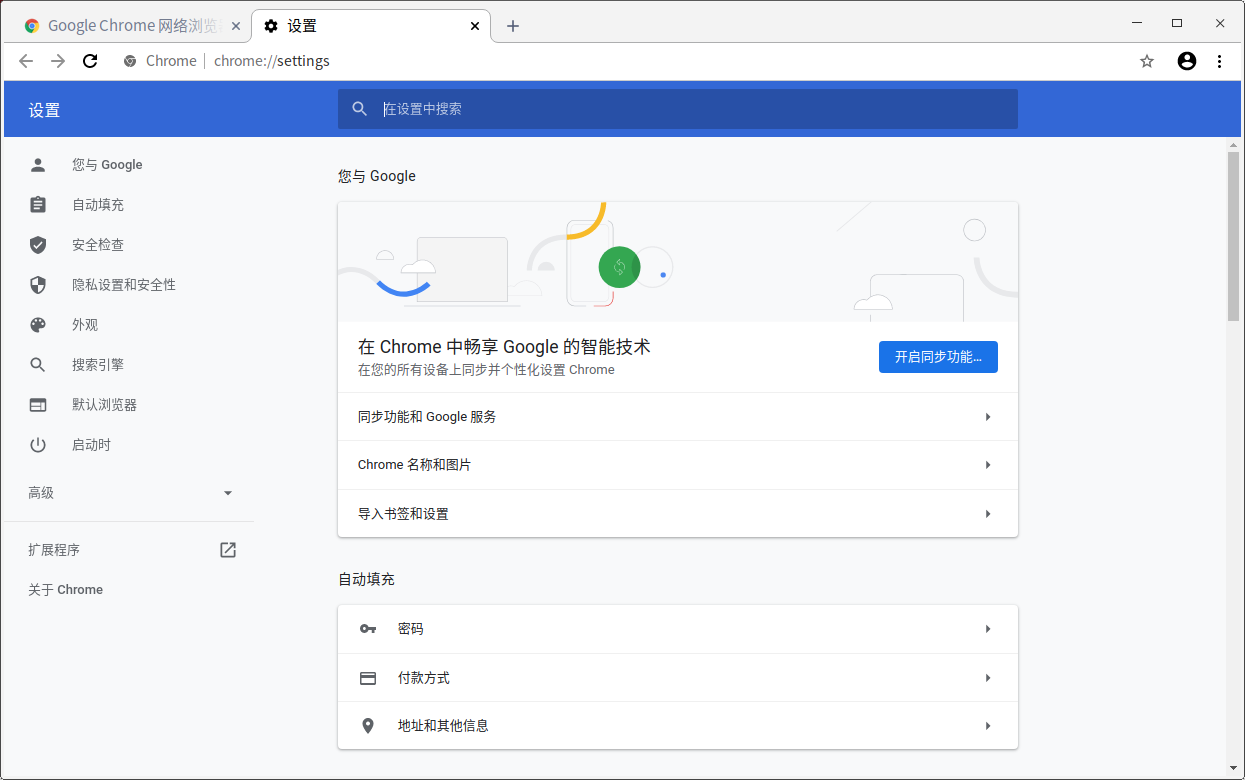 Google Chrome 网络浏览
设置
Chrome
chrome://settings
设置
在设置中搜索
您与 Google
自动填充
安全检查
隐私设置和安全性
外观
搜索引擎
默认浏览器
启动时
高级
扩展程序
关于 Chrome
您与 Google
在 Chrome 中畅享 Google 的智能技术
在您的所有设备上同步并个性化设置 Chrome
开启同步功能…
同步功能和 Google 服务
Chrome 名称和图片
导入书签和设置
自动填充
密码
付款方式
地址和其他信息